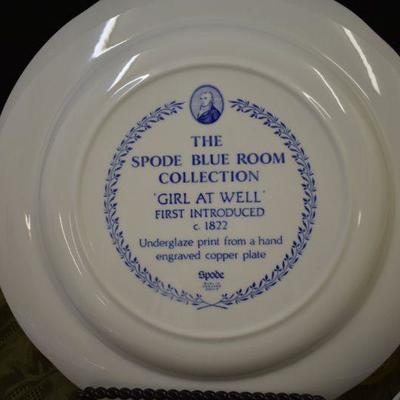 THE
SPODE BLUE ROOM
COLLECTION
'GIRL AT WELL'
FIRST INTRODUCED
c. 1822
Underglaze print from a hand
engraved copper plate
Spode